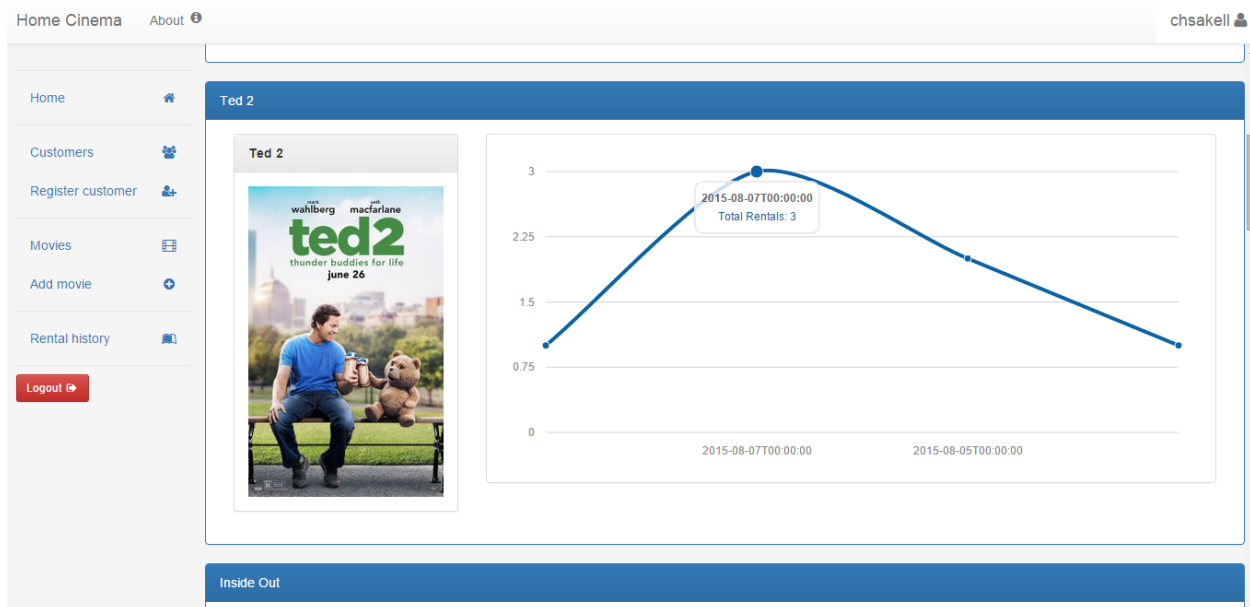 Home Cinema About
chsakell
Home
Customers
Register customer
Movies
Add movie
Rental history
Logout
Ted 2
Ted 2
mark seth
wahlberg macfarlane
ted2
thunder buddies for life
june 26
3
2.25
1.5
0.75
0
2015-08-07T00:00:00
Total Rentals: 3
2015-08-07T00:00:00 2015-08-05T00:00:00
Inside Out